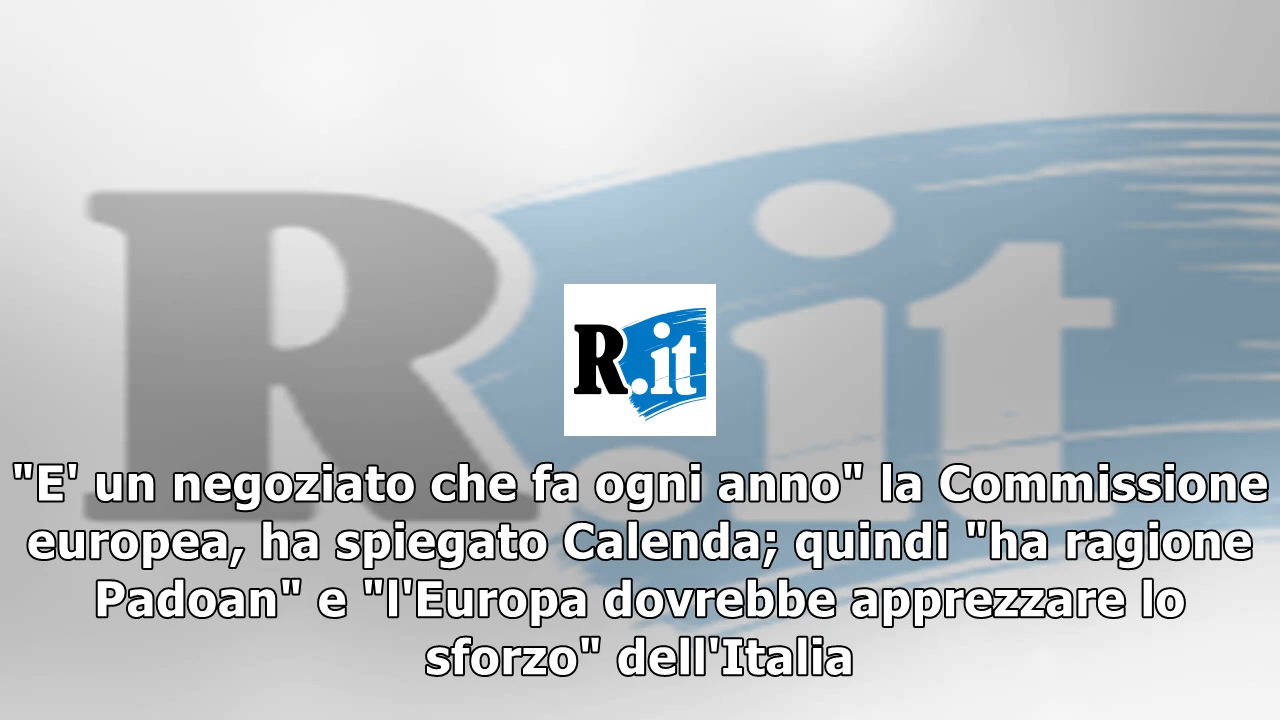 R.it
R.it
"E' un negoziato che fa ogni anno" la Commissione
europea, ha spiegato Calenda; quindi "ha ragione
Padoan" e "l'Europa dovrebbe apprezzare lo
sforzo" dell'Italia